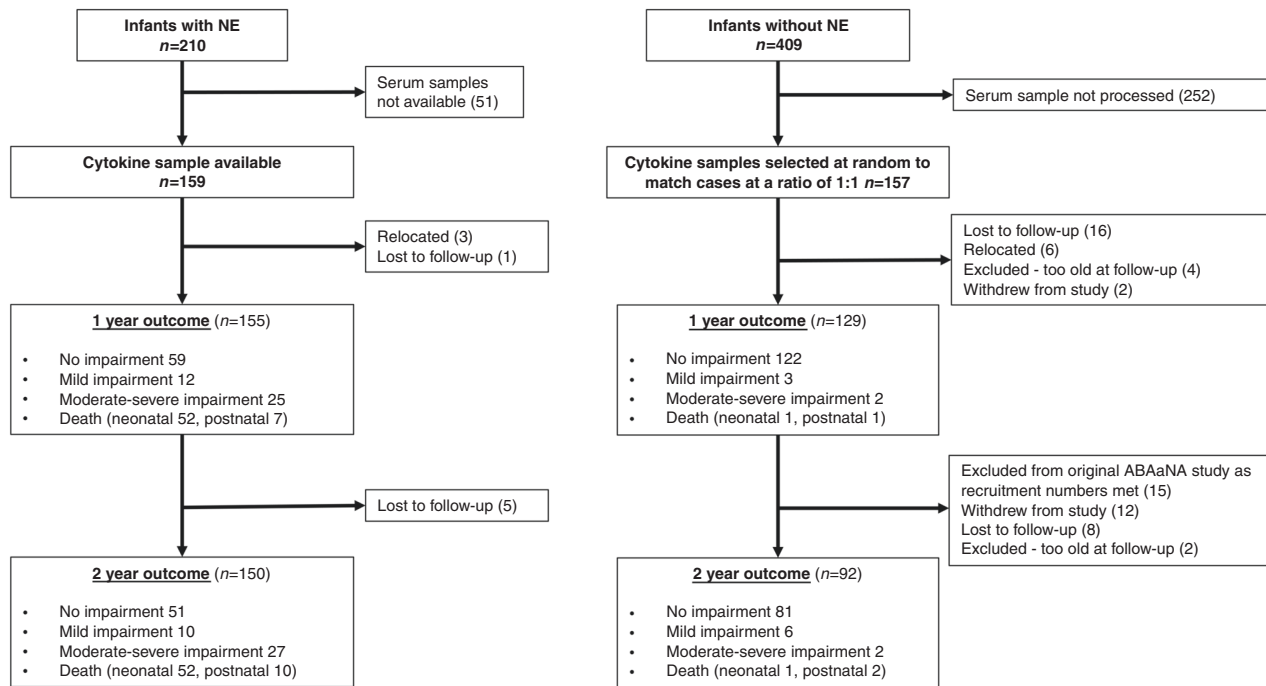 Infants with NE
n=210
Serum samples
not available (51)
Cytokine sample available
n=159
Relocated (3)
Lost to follow-up (1)
1 year outcome (n=155)
• No impairment 59
• Mild impairment 12
• Moderate-severe impairment 25
• Death (neonatal 52, postnatal 7)
Lost to follow-up (5)
2 year outcome (n=150)
• No impairment 51
• Mild impairment 10
• Moderate-severe impairment 27
• Death (neonatal 52, postnatal 10)
Infants without NE
n=409
Serum sample not processed (252)
Cytokine samples selected at random to
match cases at a ratio of 1:1 n=157
Lost to follow-up (16)
Relocated (6)
Excluded - too old at follow-up (4)
Withdrew from study (2)
1 year outcome (n=129)
• No impairment 122
• Mild impairment 3
• Moderate-severe impairment 2
• Death (neonatal 1, postnatal 1)
Excluded from original ABAaNA study as
recruitment numbers met (15)
Withdrew from study (12)
Lost to follow-up (8)
Excluded - too old at follow-up (2)
2 year outcome (n=92)
• No impairment 81
• Mild impairment 6
• Moderate-severe impairment 2
• Death (neonatal 1, postnatal 2)